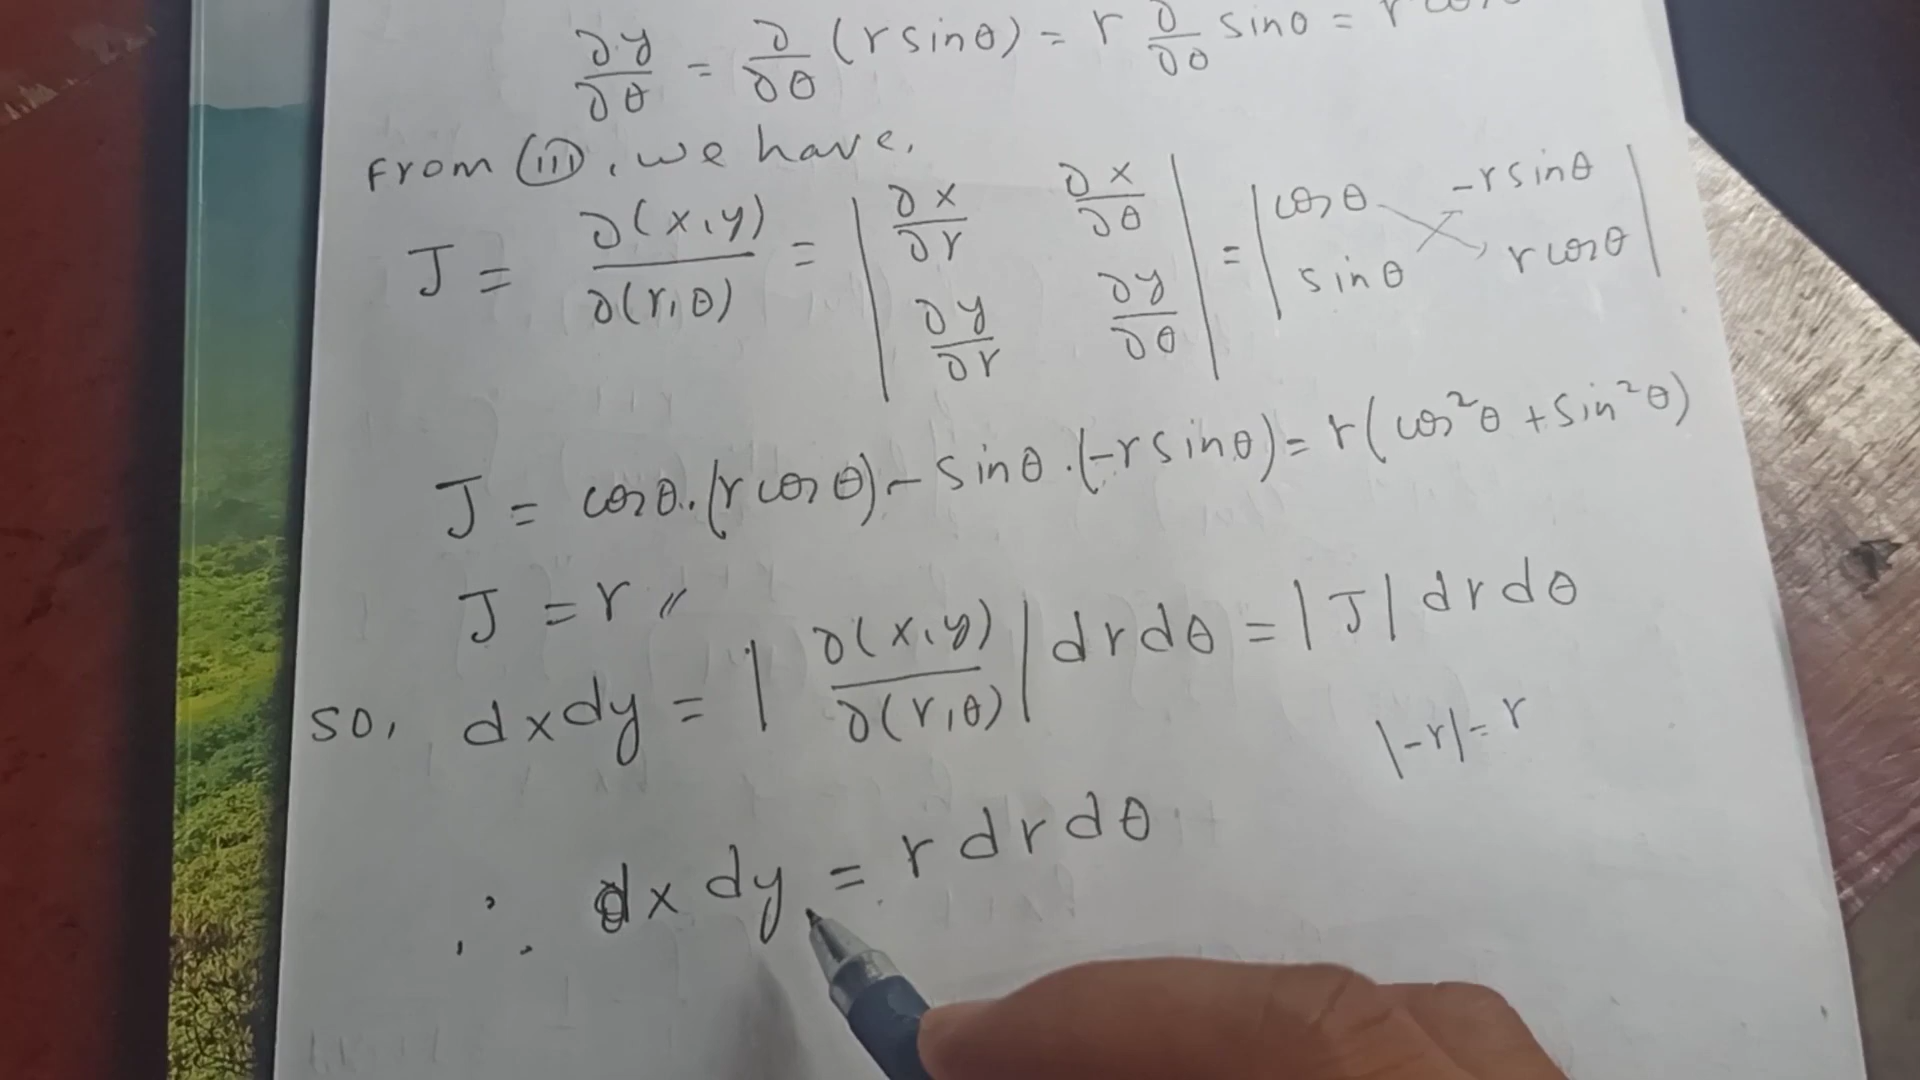 ∂y/∂θ = ∂/∂θ (r sinθ) = r ∂/∂θ sinθ = r
From (iii), we have,
J = ∂(x,y)/∂(r,θ) = | ∂x/∂r ∂x/∂θ ; ∂y/∂r ∂y/∂θ | = | cosθ -r sinθ ; sinθ r cosθ |
J = cosθ.(r cosθ) - sinθ.(-r sinθ) = r(cos²θ + sin²θ)
J = r //
so, dxdy = | ∂(x,y)/∂(r,θ) | drdθ = |J| drdθ
|-r| = r
∴ dx dy = r dr dθ